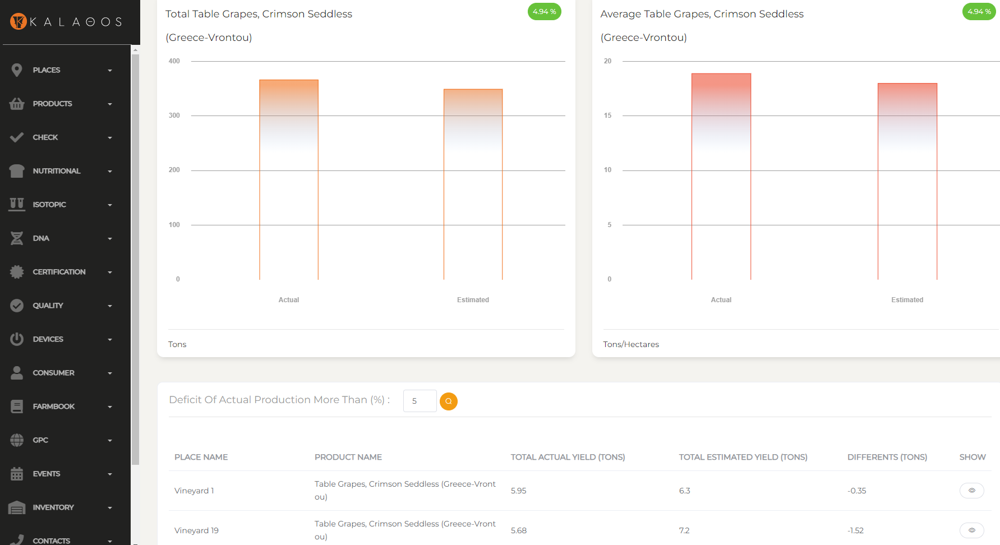 KALAΘOS
PLACES
PRODUCTS
CHECK
NUTRITIONAL
ISOTOPIC
DNA
CERTIFICATION
QUALITY
DEVICES
CONSUMER
FARMBOOK
GPC
EVENTS
INVENTORY
CONTACTS
Total Table Grapes, Crimson Seddless
(Greece-Vrontou)
4.94 %
400
300
200
100
0
Actual Estimated
Tons
Average Table Grapes, Crimson Seddless
(Greece-Vrontou)
4.94 %
20
15
10
5
0
Actual Estimated
Tons/Hectares
Deficit Of Actual Production More Than (%) : 5
PLACE NAME PRODUCT NAME TOTAL ACTUAL YIELD (TONS) TOTAL ESTIMATED YIELD (TONS) DIFFERENTS (TONS) SHOW
Vineyard 1 Table Grapes, Crimson Seddless (Greece-Vront
ou) 5.95 6.3 -0.35
Vineyard 19 Table Grapes, Crimson Seddless (Greece-Vront
ou) 5.68 7.2 -1.52